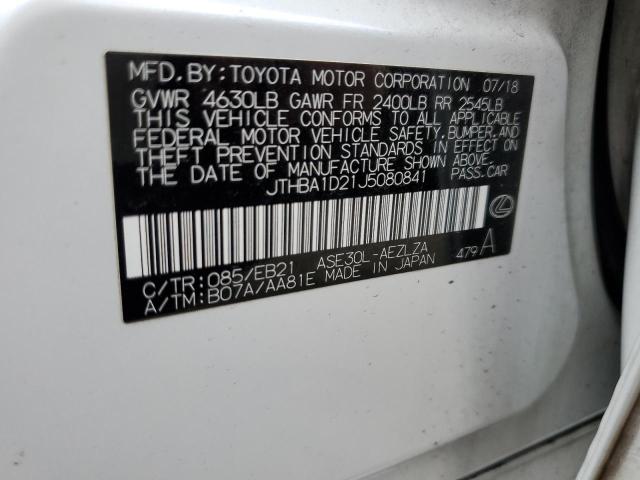 MFD. BY: TOYOTA MOTOR CORPORATION 07/18
GVWR 4630LB GAWR FR 2400LB RR 2545LB
THIS VEHICLE CONFORMS TO ALL APPLICABLE
FEDERAL MOTOR VEHICLE SAFETY, BUMPER, AND
THEFT PREVENTION STANDARDS IN EFFECT ON
THE DATE OF MANUFACTURE SHOWN ABOVE.
JTHBA1D21J5080841 PASS.CAR
C/TR: 085/EB21 ASE30L-AEZLZA 479 A
A/TM: B07A/AA81E MADE IN JAPAN